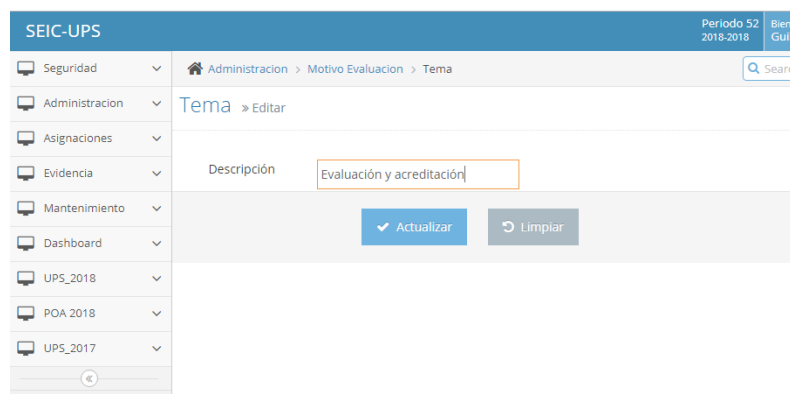 SEIC-UPS
Periodo 52
2018-2018
Seguridad
Administracion
Asignaciones
Evidencia
Mantenimiento
Dashboard
UPS_2018
POA 2018
UPS_2017
Administracion > Motivo Evaluacion > Tema
Tema » Editar
Descripción
Evaluación y acreditación
Actualizar
Limpiar